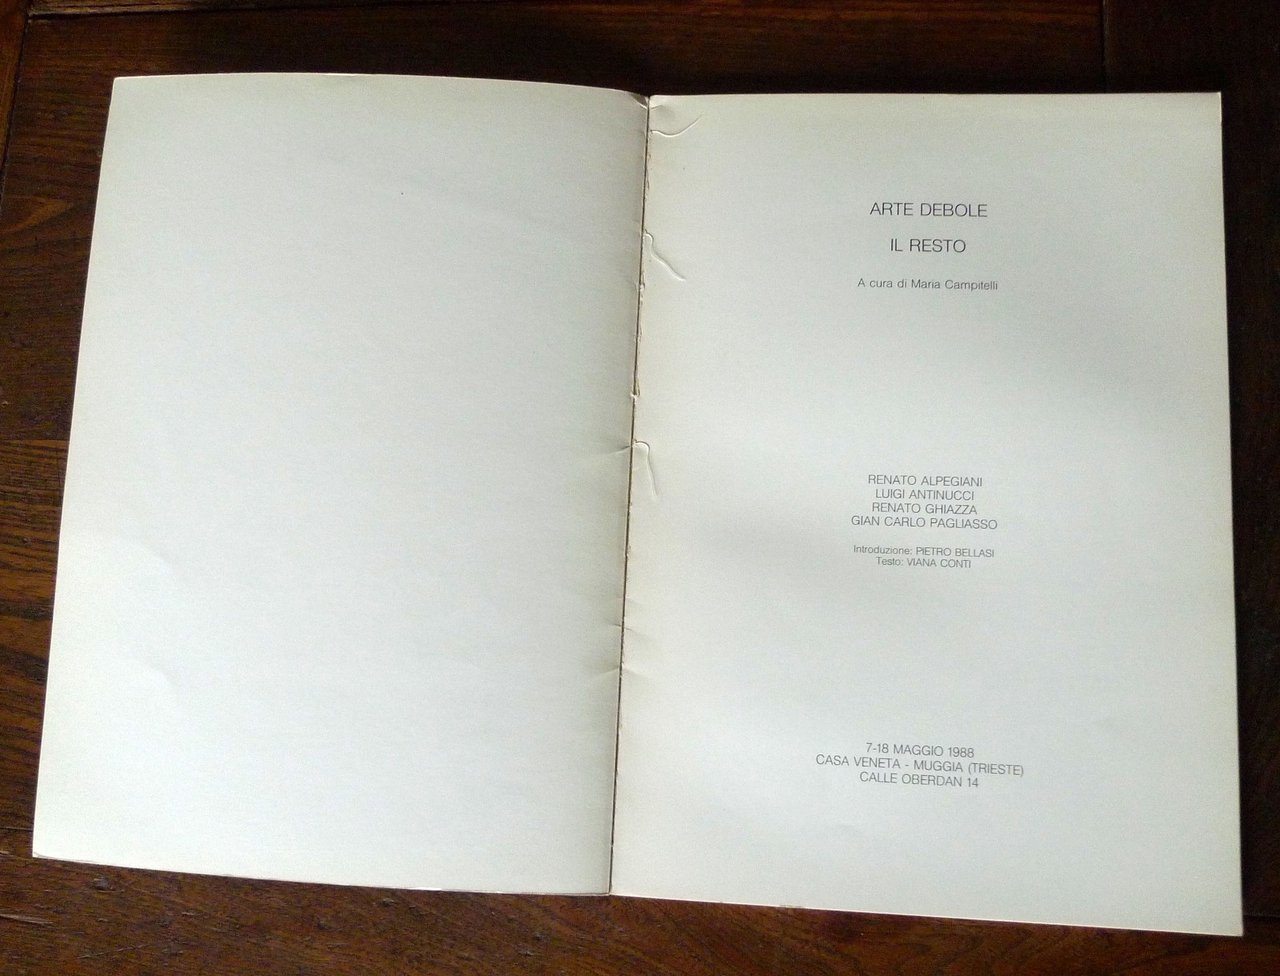 ARTE DEBOLE
IL RESTO
A cura di Maria Campitelli
RENATO ALPEGIANI
LUIGI ANTINUCCI
RENATO GHIAZZA
GIAN CARLO PAGLIASSO
Introduzione: PIETRO BELLASI
Testo: VIANA CONTI
7-18 MAGGIO 1988
CASA VENETA - MUGGIA (TRIESTE)
CALLE OBERDAN 14